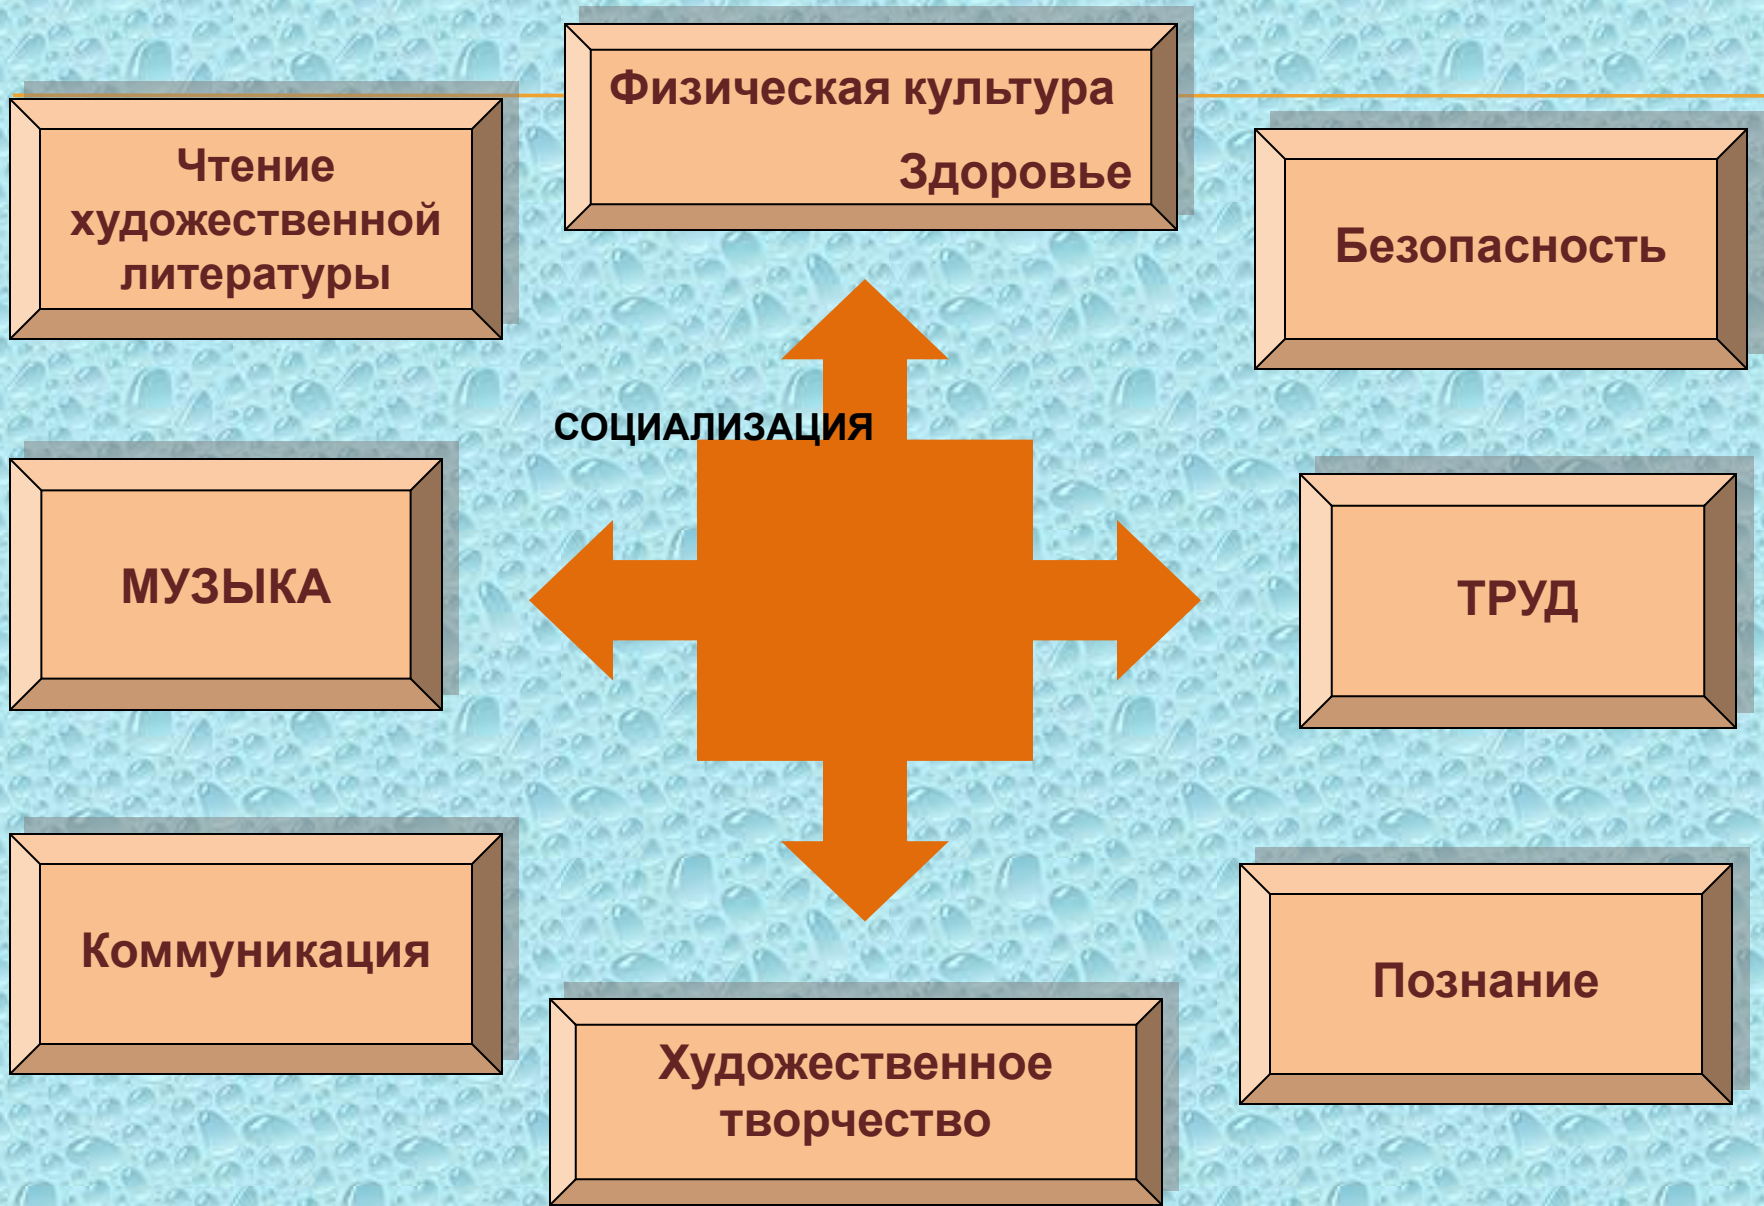 Физическая культура
Здоровье
Чтение
художественной
литературы
Безопасность
СОЦИАЛИЗАЦИЯ
МУЗЫКА
ТРУД
Коммуникация
Познание
Художественное
творчество